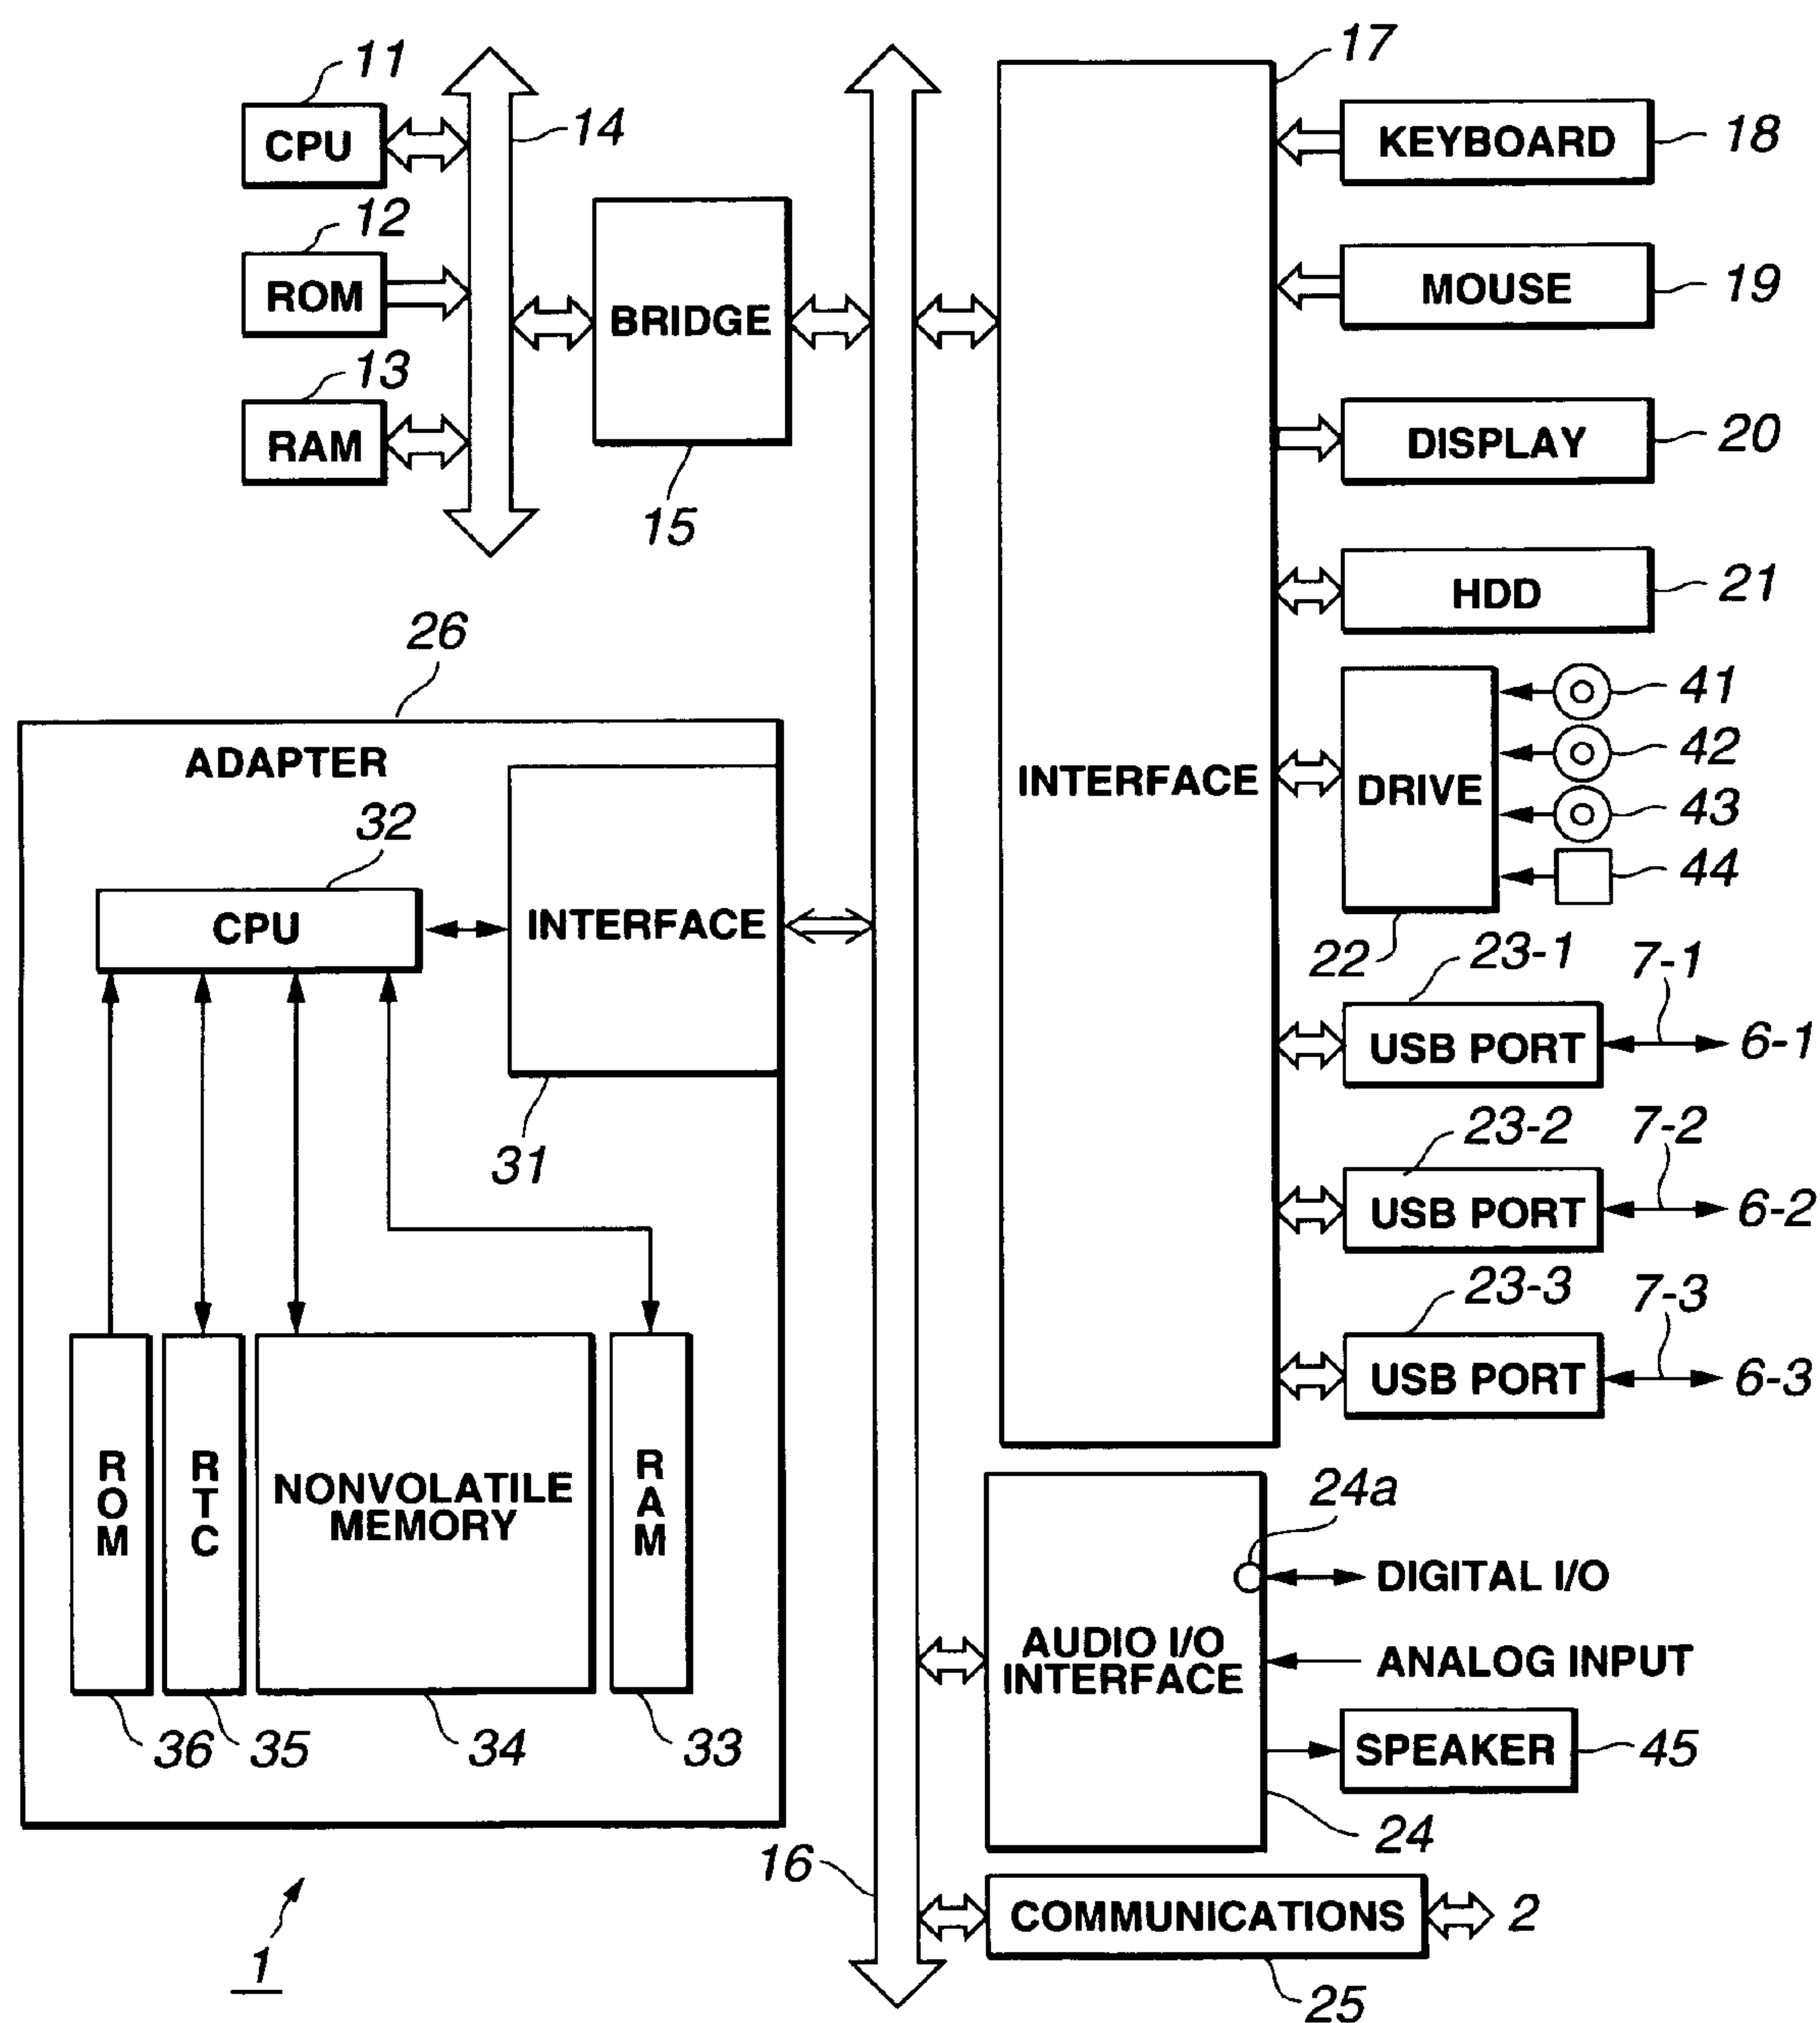 11
CPU
14
12
ROM
13
RAM
BRIDGE
15
17
KEYBOARD
18
MOUSE
19
DISPLAY
20
HDD
21
INTERFACE
DRIVE
41
42
43
44
22
23-1
7-1
USB PORT
6-1
23-2
7-2
USB PORT
6-2
23-3
7-3
USB PORT
6-3
26
ADAPTER
32
CPU
INTERFACE
31
ROM
RTC
NONVOLATILE
MEMORY
RAM
36
35
34
33
24a
DIGITAL I/O
AUDIO I/O
INTERFACE
ANALOG INPUT
SPEAKER
45
24
16
COMMUNICATIONS
2
25
1